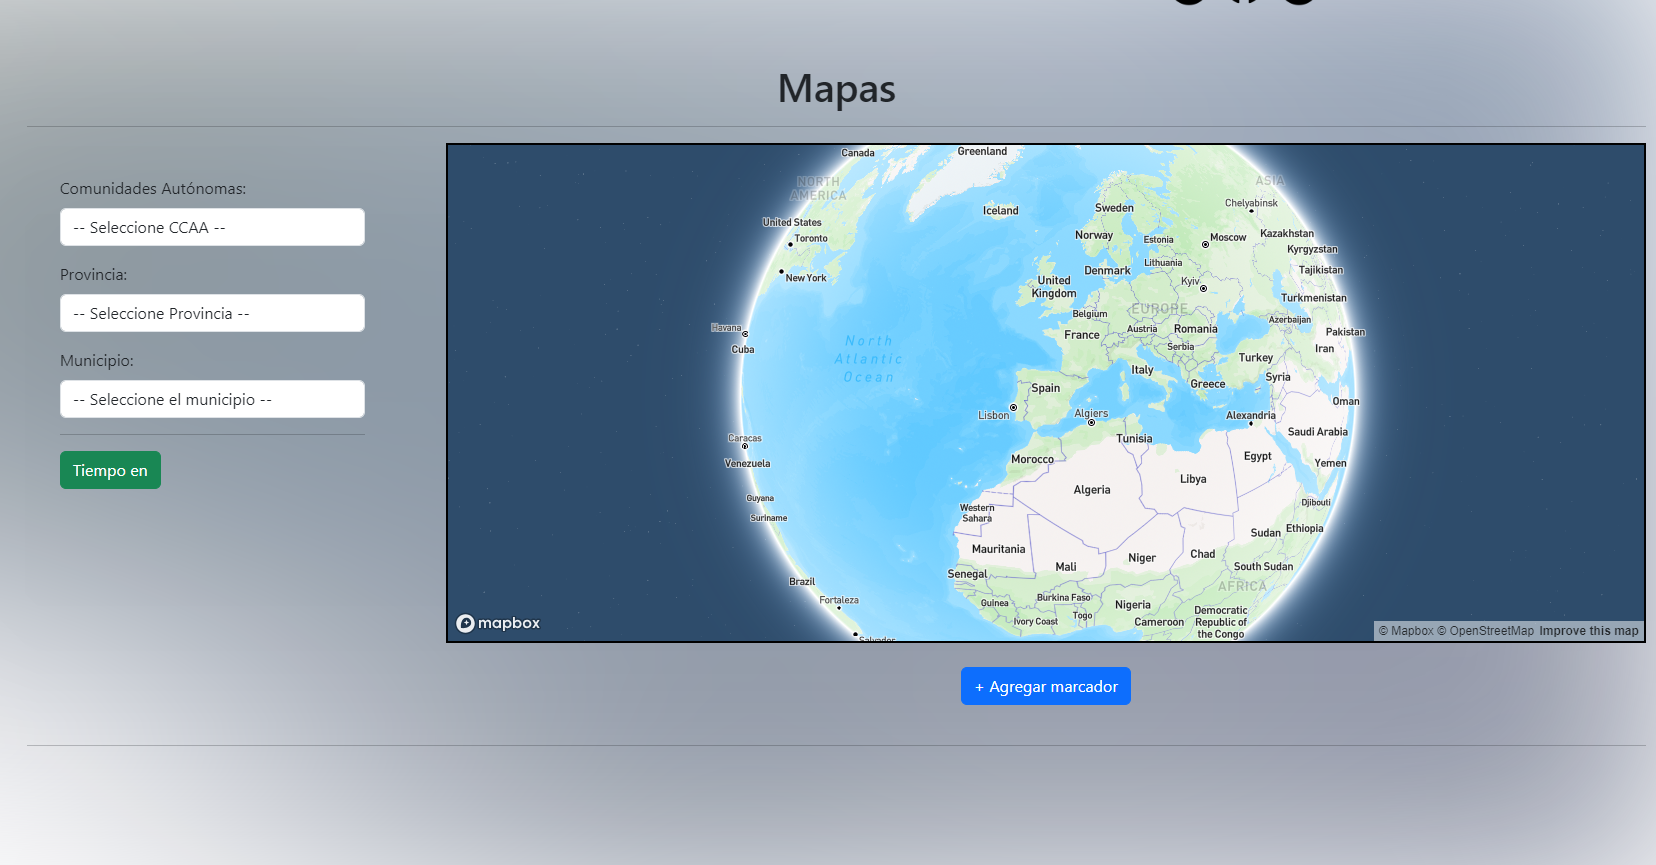 Mapas
Comunidades Autónomas:
-- Seleccione CCAA --
Provincia:
-- Seleccione Provincia --
Municipio:
-- Seleccione el municipio --
Tiempo en
Canada
Greenland
NORTH
AMERICA
ASIA
Chelyabinsk
Iceland
Sweden
United States
Toronto
Norway
Estonia
Moscow
Kazakhstan
Kyrgyzstan
Lithuania
Denmark
Tajikistan
New York
United
Kingdom
Kyiv
Turkmenistan
EUROPE
Belgium
Azerbaijan
Havana
France
Austria
Romania
Pakistan
Cuba
North
Atlantic
Ocean
Serbia
Iran
Turkey
Italy
Syria
Spain
Greece
Oman
Lisbon
Algiers
Alexandria
Caracas
Tunisia
Saudi Arabia
Venezuela
Morocco
Egypt
Yemen
Algeria
Libya
Guyana
Djibouti
Western
Sahara
Suriname
Ethiopia
Sudan
Mauritania
Niger
Chad
Mali
South Sudan
Senegal
Brazil
AFRICA
Fortaleza
Guinea
Burkina Faso
Nigeria
Togo
Ivory Coast
Cameroon
Democratic
Republic of
the Congo
Salvador
mapbox
© Mapbox © OpenStreetMap Improve this map
+ Agregar marcador